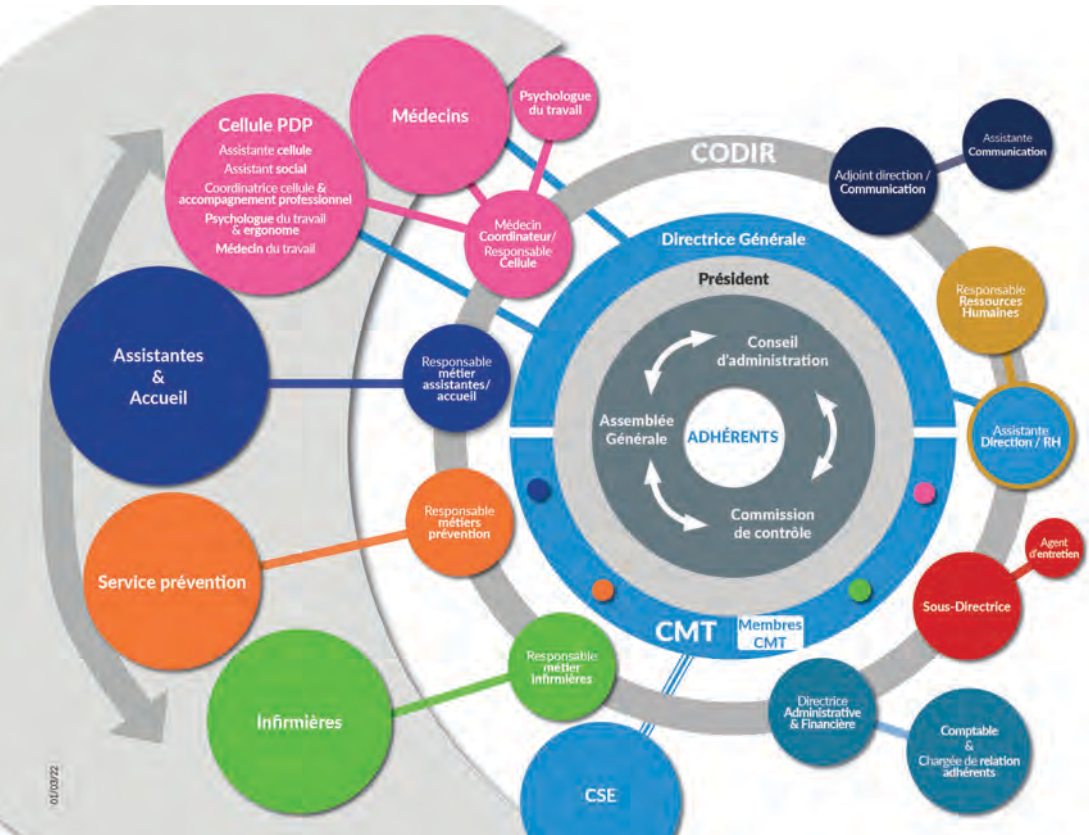 Médecins
Psychologue
du travail
Cellule PDP
Assistante cellule
Assistant social
Coordinatrice cellule &
accompagnement professionnel
Psychologue du travail
& ergonome
Médecin du travail
Médecin
Coordinateur/
Responsable
Cellule
CODIR
Adjoint direction /
Communication
Assistante
Communication
Directrice Générale
Président
Responsable
Ressources
Humaines
Assistantes
&
Accueil
Responsable
métier
assistantes/
accueil
Conseil
d'administration
Assemblée
Générale
ADHÉRENTS
Assistante
Direction / RH
Commission
de contrôle
Responsable
métiers
prévention
Service prévention
Agent
d'entretien
Sous-Directrice
CMT
Membres
CMT
Responsable
métier
Infirmières
Infirmières
Directrice
Administrative
& Financière
Comptable
&
Chargée de relation
adhérents
CSE
01/03/22